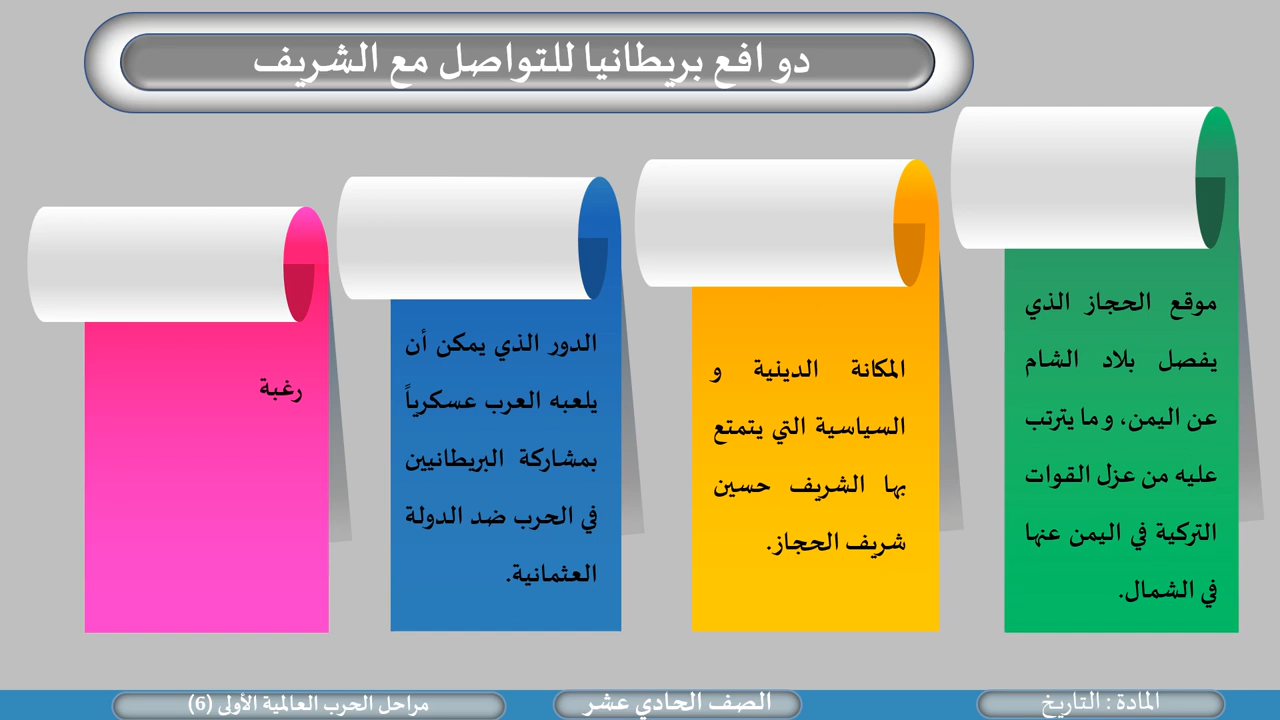 دوافع بريطانيا للتواصل مع الشريف
موقع الحجاز الذي
يفصل بلاد الشام
عن اليمن، وما يترتب
عليه من عزل القوات
التركية في اليمن عنها
في الشمال.
المكانة الدينية و
السياسية التي يتمتع
بها الشريف حسين
شريف الحجاز.
الدور الذي يمكن أن
يلعبه العرب عسكرياً
بمشاركة البريطانيين
في الحرب ضد الدولة
العثمانية.
رغبة
المادة : التاريخ
الصف الحادي عشر
مراحل الحرب العالمية الأولى (6)